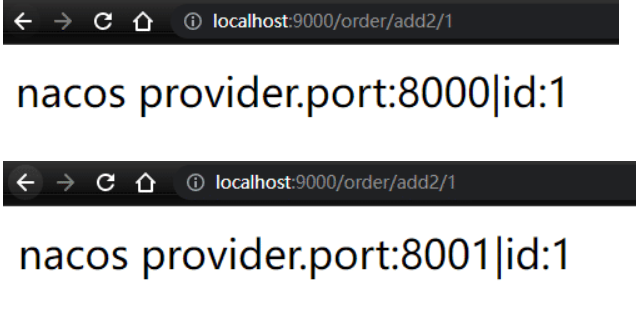 localhost:9000/order/add2/1
nacos provider.port:8000|id:1
localhost:9000/order/add2/1
nacos provider.port:8001|id:1